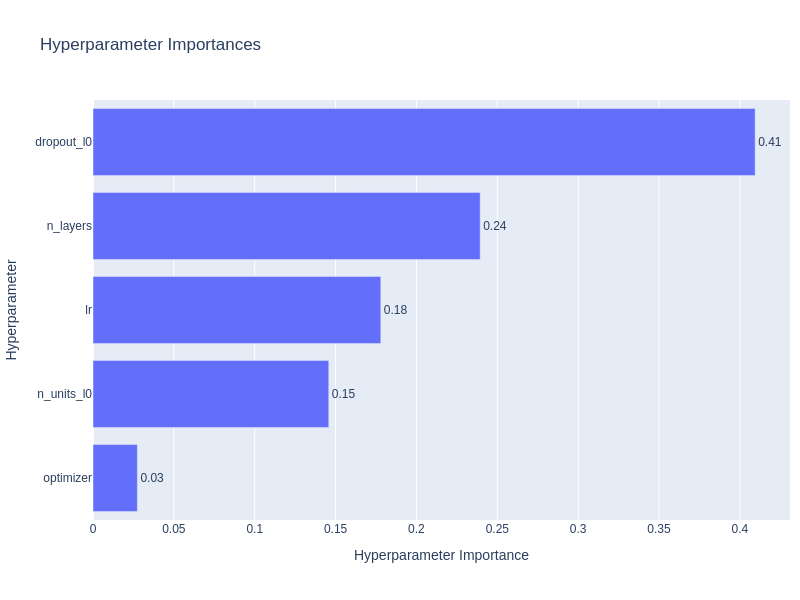 Hyperparameter Importances
Hyperparameter
dropout_l0
0.41
n_layers
0.24
lr
0.18
n_units_l0
0.15
optimizer
0.03
0
0.05
0.1
0.15
0.2
0.25
0.3
0.35
0.4
Hyperparameter Importance